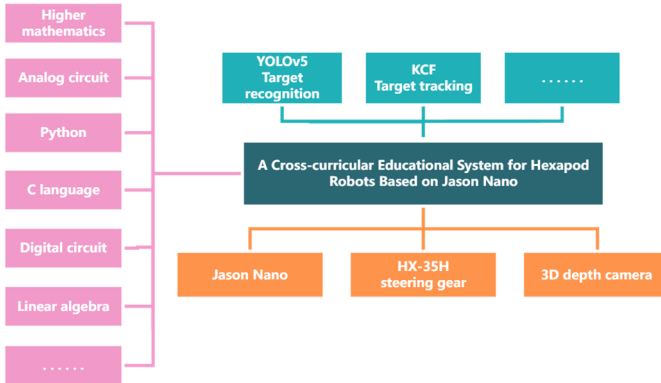 Higher
mathematics
Analog circuit
Python
C language
Digital circuit
Linear algebra
......
YOLOv5
Target
recognition
KCF
Target tracking
......
A Cross-curricular Educational System for Hexapod
Robots Based on Jason Nano
Jason Nano
HX-35H
steering gear
3D depth camera